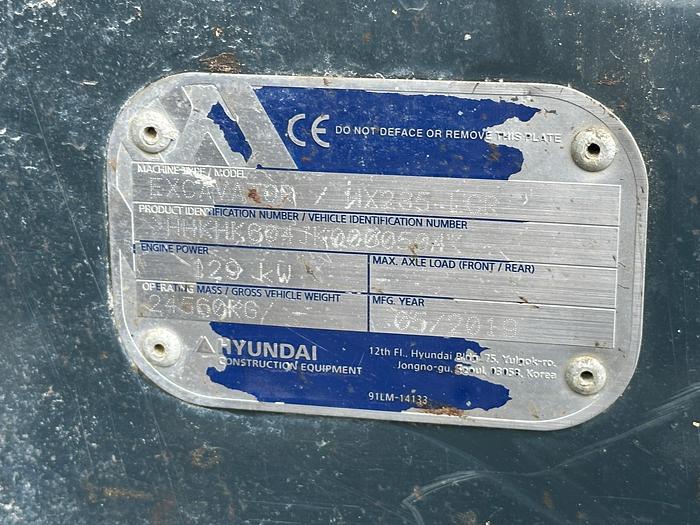 CE DO NOT DEFACE OR REMOVE THIS PLATE
MACHINE TYPE / MODEL
EXCAVATOR /
PRODUCT IDENTIFICATION NUMBER / VEHICLE IDENTIFICATION NUMBER
ENGINE POWER
129 kW
MAX. AXLE LOAD (FRONT / REAR)
OPERATING MASS / GROSS VEHICLE WEIGHT
24560KG/
MFG. YEAR
05/2019
HYUNDAI
CONSTRUCTION EQUIPMENT
12th Fl., Hyundai Bldg. 75, Yulgok-ro,
Jongno-gu, Seoul, 03058, Korea
91LM-14133